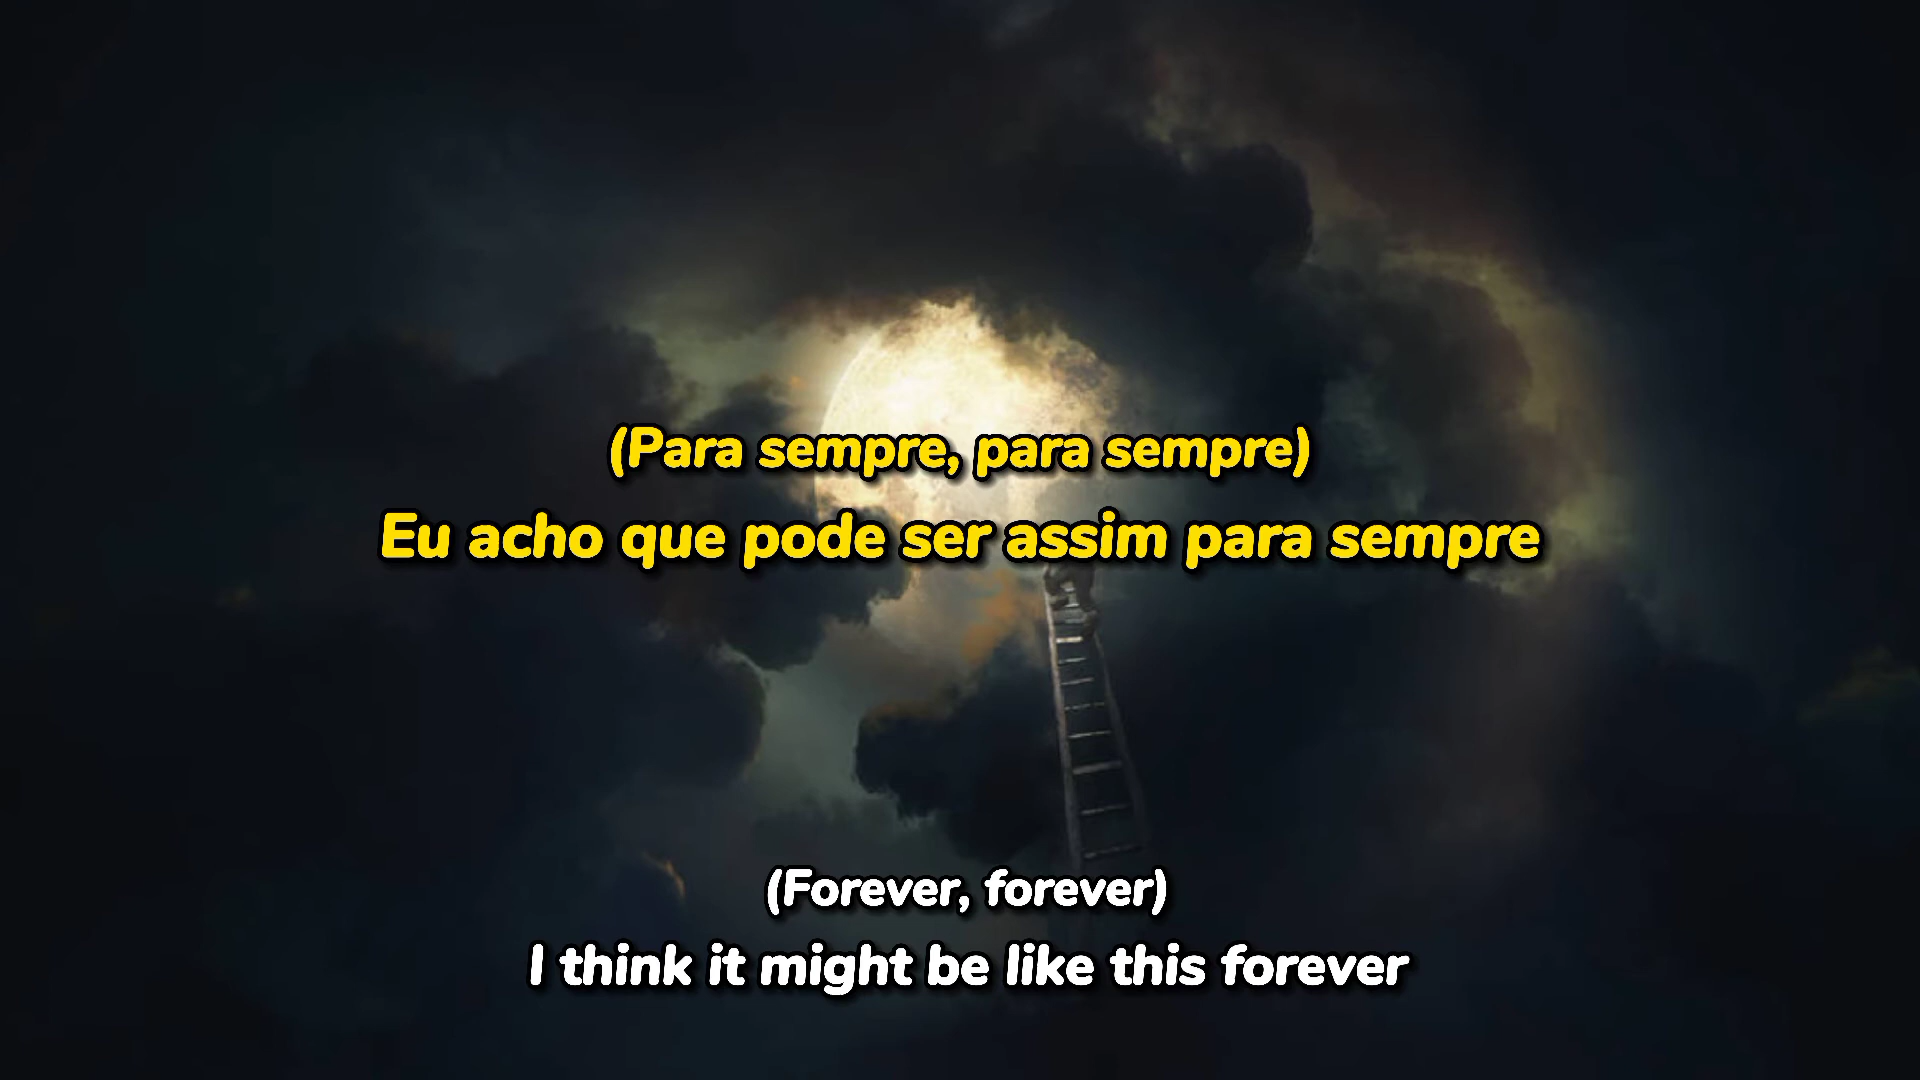 (Para sempre, para sempre)
Eu acho que pode ser assim para sempre
(Forever, forever)
I think it might be like this forever